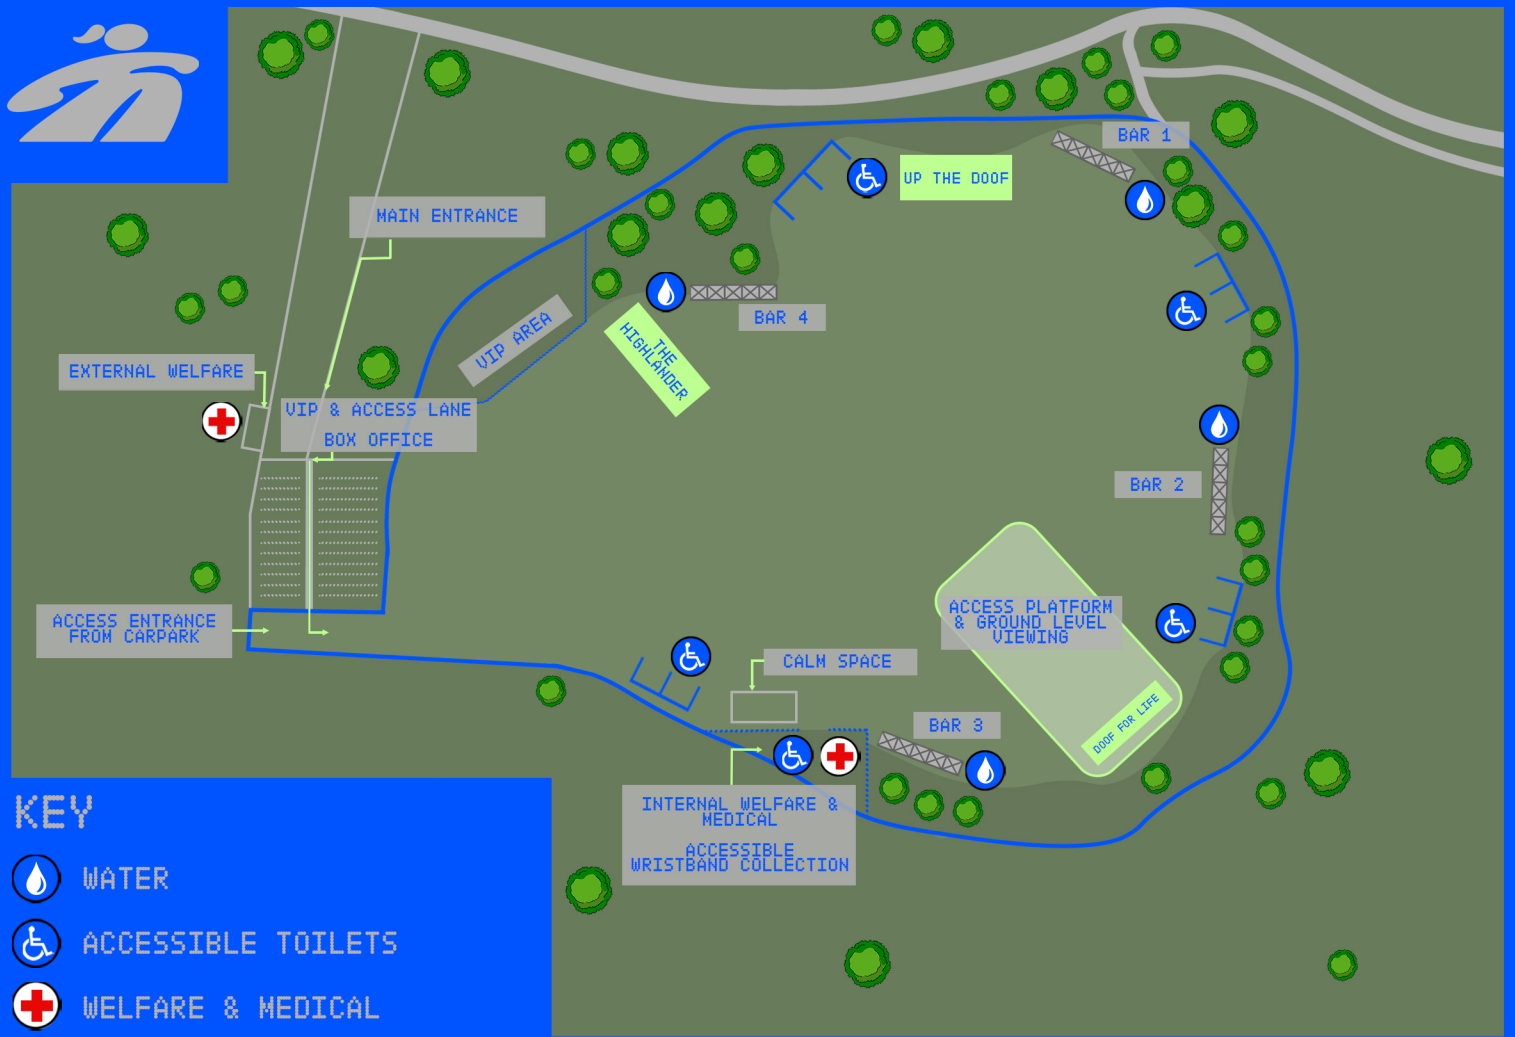 BAR 1
UP THE DOOF
MAIN ENTRANCE
BAR 4
VIP AREA
THE
HIGHLANDER
EXTERNAL WELFARE
VIP & ACCESS LANE
BOX OFFICE
BAR 2
ACCESS ENTRANCE
FROM CARPARK
ACCESS PLATFORM
& GROUND LEVEL
VIEWING
CALM SPACE
DOOF FOR LIFE
BAR 3
INTERNAL WELFARE &
MEDICAL
ACCESSIBLE
WRISTBAND COLLECTION
KEY
WATER
ACCESSIBLE TOILETS
WELFARE & MEDICAL